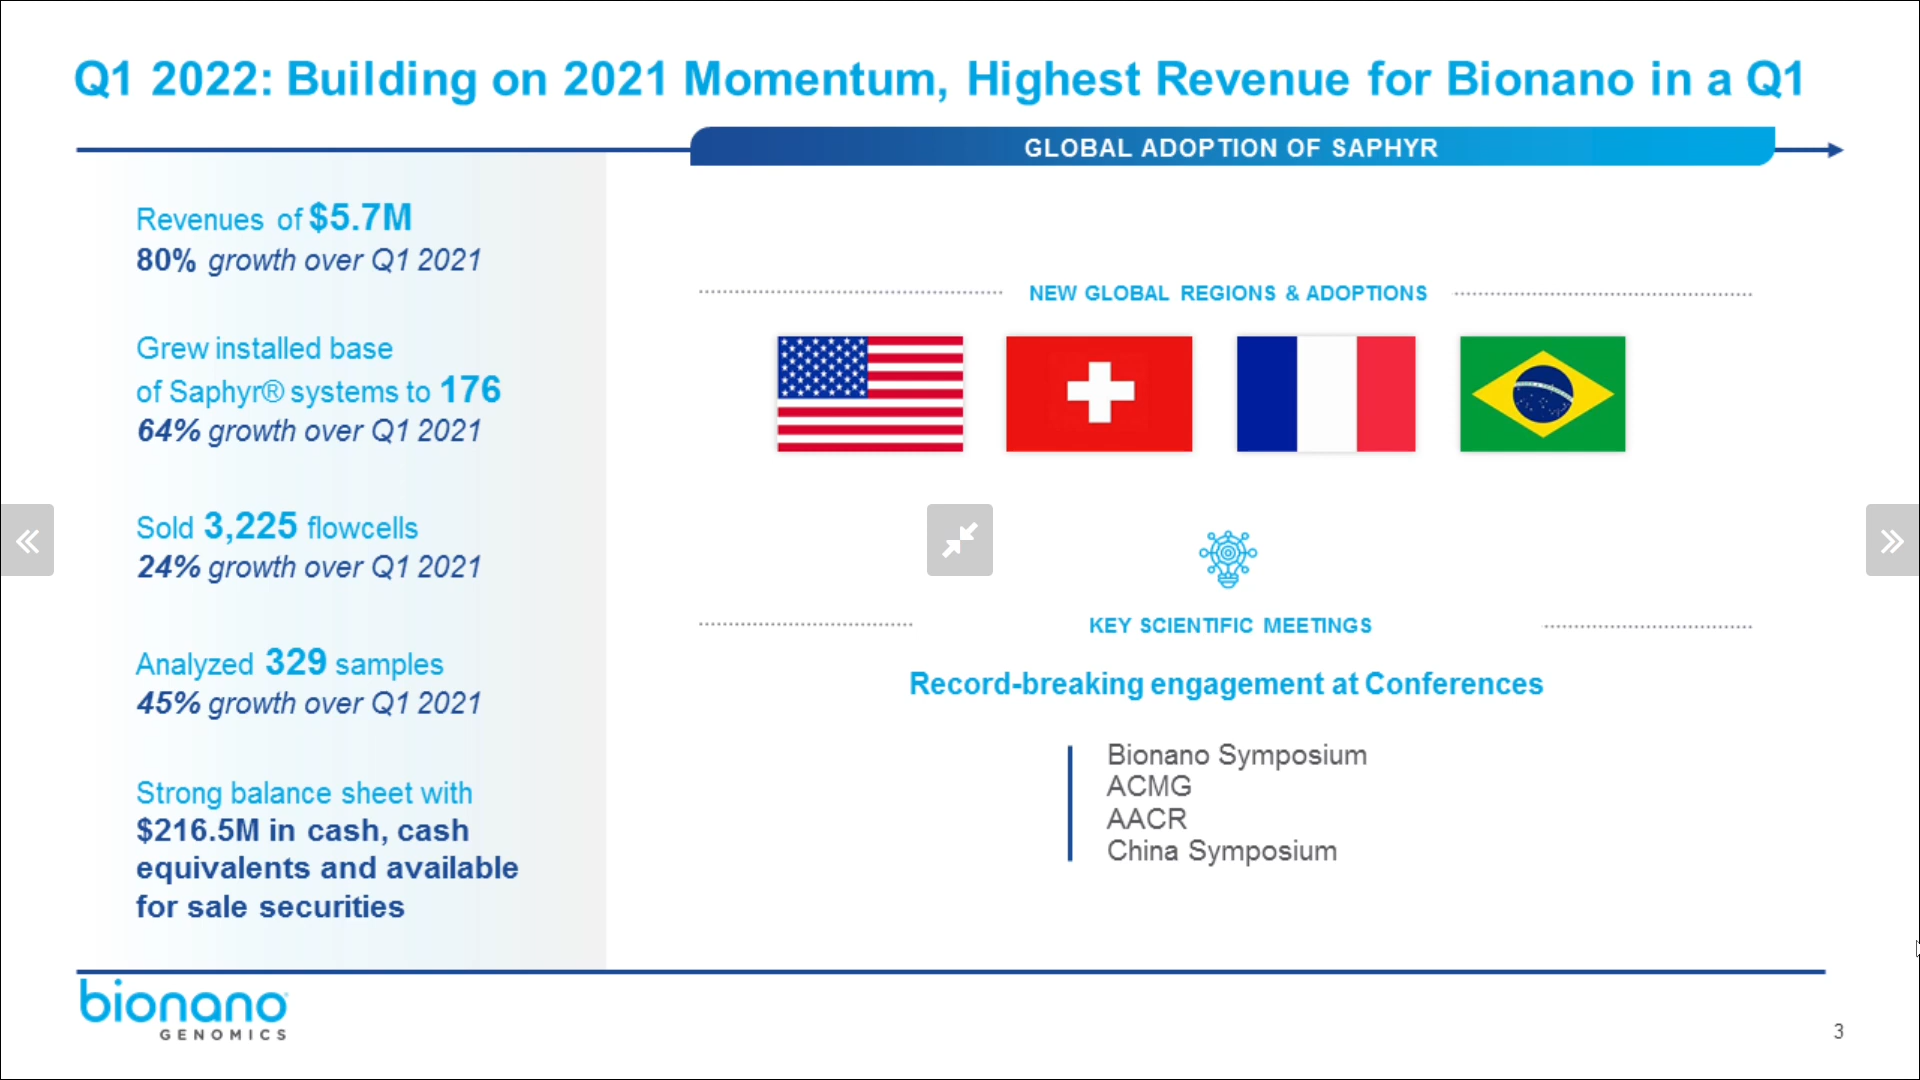 Q1 2022: Building on 2021 Momentum, Highest Revenue for Bionano in a Q1
GLOBAL ADOPTION OF SAPHYR
Revenues of $5.7M
80% growth over Q1 2021
Grew installed base
of Saphyr® systems to 176
64% growth over Q1 2021
Sold 3,225 flowcells
24% growth over Q1 2021
Analyzed 329 samples
45% growth over Q1 2021
Strong balance sheet with
$216.5M in cash, cash
equivalents and available
for sale securities
NEW GLOBAL REGIONS & ADOPTIONS
KEY SCIENTIFIC MEETINGS
Record-breaking engagement at Conferences
Bionano Symposium
ACMG
AACR
China Symposium
bionano
GENOMICS
3